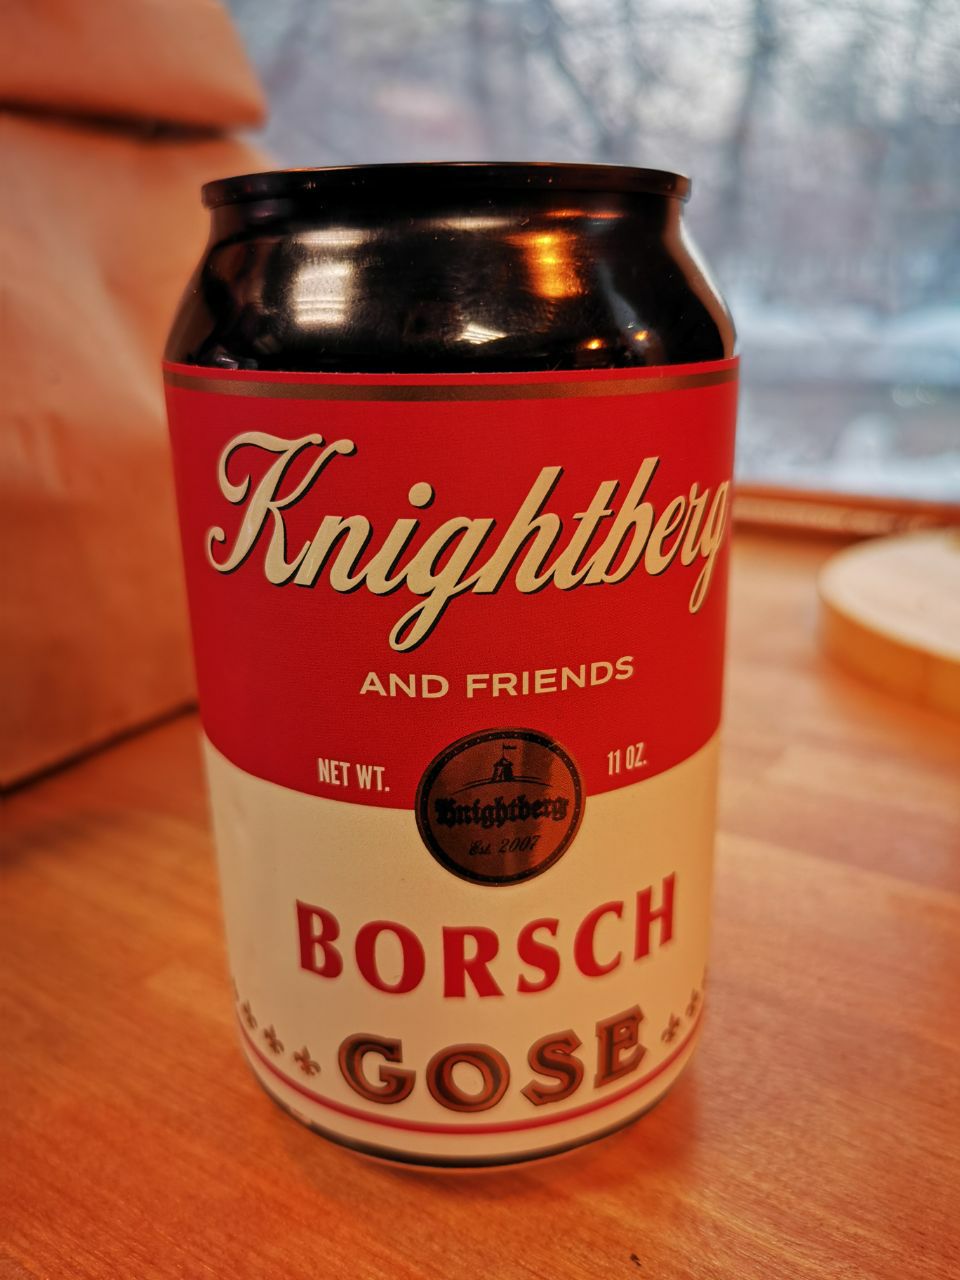 Knightberg
AND FRIENDS
NET WT. 11 OZ.
Knightberg
Est. 2007
BORSCH
GOSE